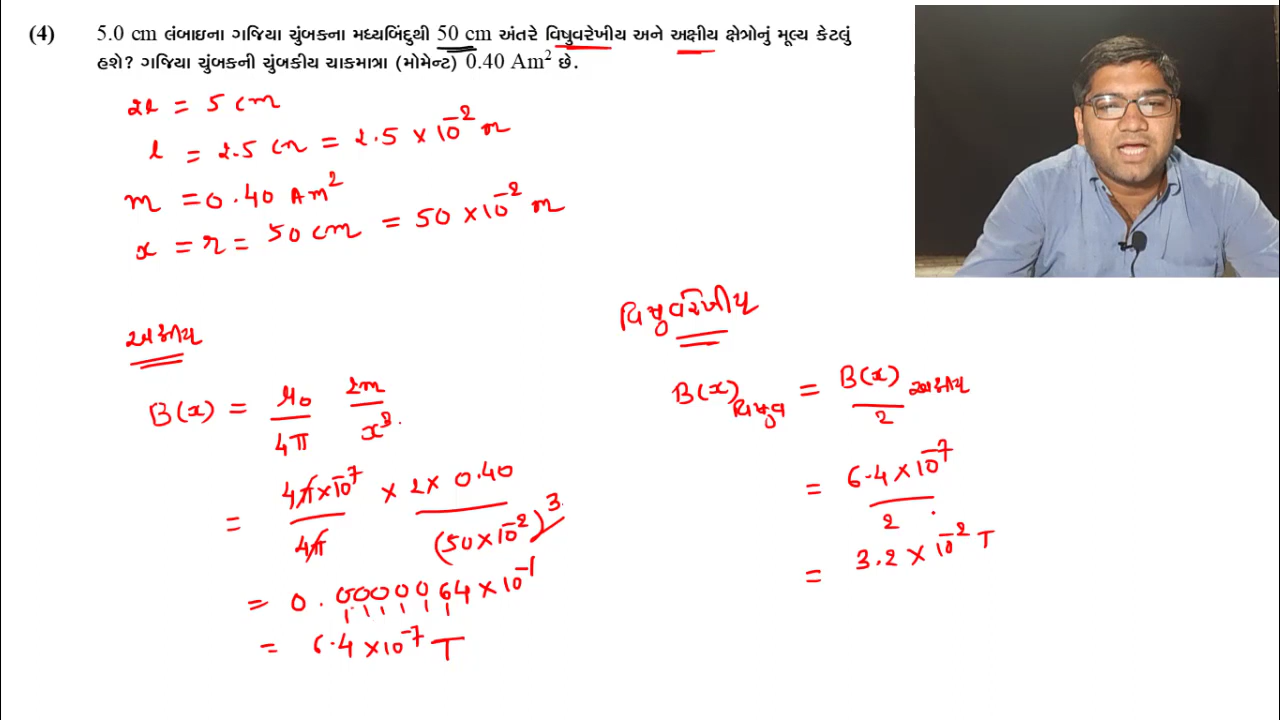 (4) 5.0 cm લંબાઇના ગજિયા ચુંબકના મધ્યબિંદુથી 50 cm અંતરે વિષુવરેખીય અને અક્ષીય ક્ષેત્રોનું મૂલ્ય કેટલું
હશે? ગજિયા ચુંબકની ચુંબકીય ચાકમાત્રા (મોમેન્ટ) 0.40 Am² છે.
2l = 5 cm
l = 2.5 cm = 2.5 × 10⁻² m
m = 0.40 Am²
x = r = 50 cm = 50 × 10⁻² m
અક્ષીય
B(x) = μ₀/4π 2m/x³
= 4π×10⁻⁷/4π × 2 × 0.40/(50×10⁻²)³
= 0.0000064 × 10⁻¹
= 6.4 × 10⁻⁷ T
વિષુવરેખીય
B(x) વિષુવ = B(x) અક્ષીય/2
= 6.4 × 10⁻⁷/2
= 3.2 × 10⁻² T